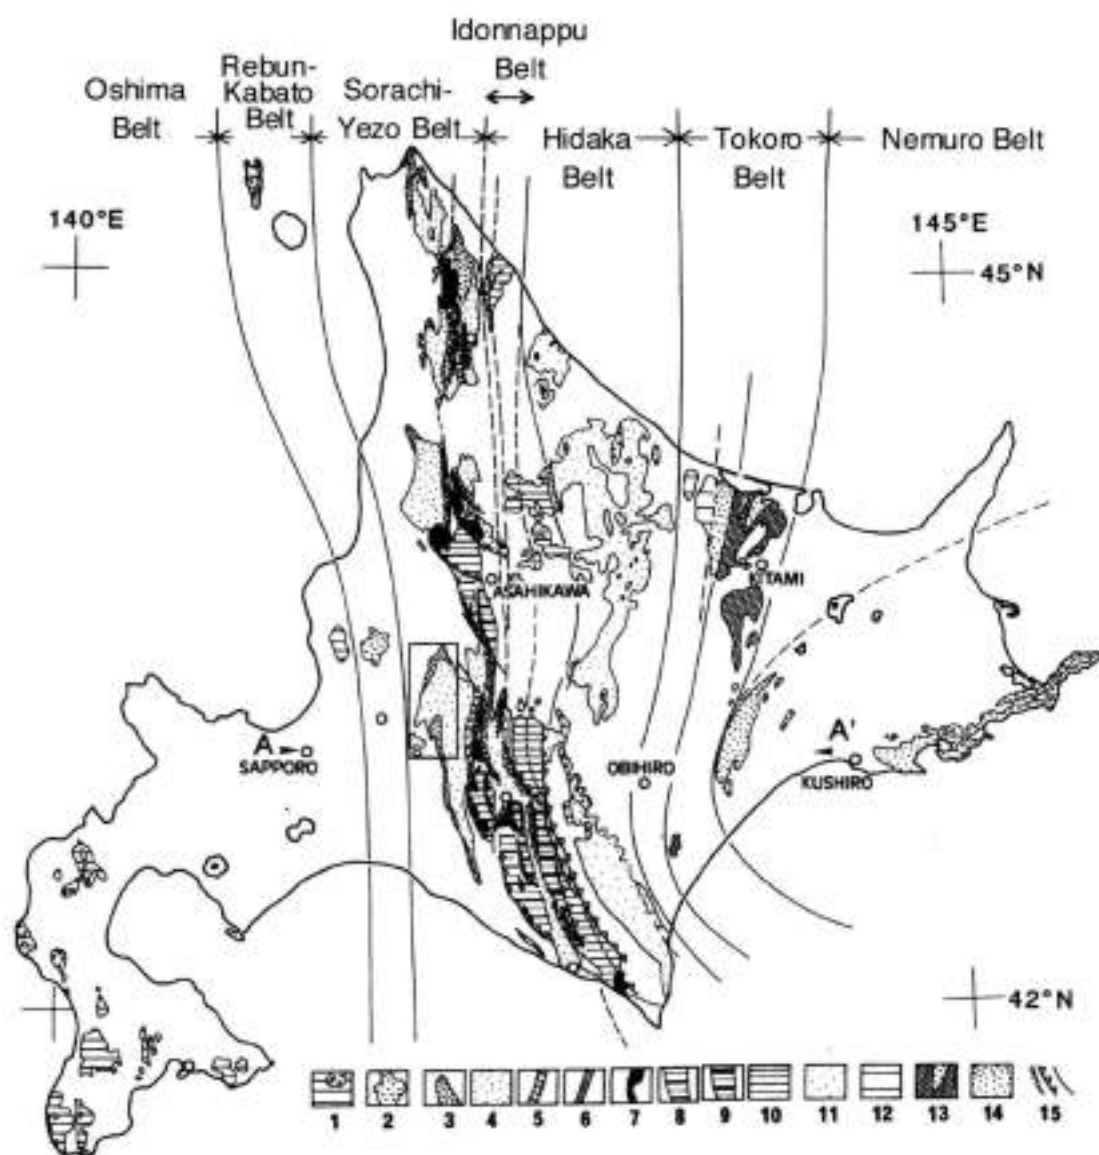 Idonnappu
Belt
Rebun-
Kabato
Belt
Oshima
Belt
Sorachi-
Yezo Belt
Hidaka
Belt
Tokoro
Belt
Nemuro Belt
140°E
145°E
45°N
ASAHIKAWA
KITAMI
A
SAPPORO
OBIHIRO
A'
KUSHIRO
42°N
1 2 3 4 5 6 7 8 9 10 11 12 13 14 15